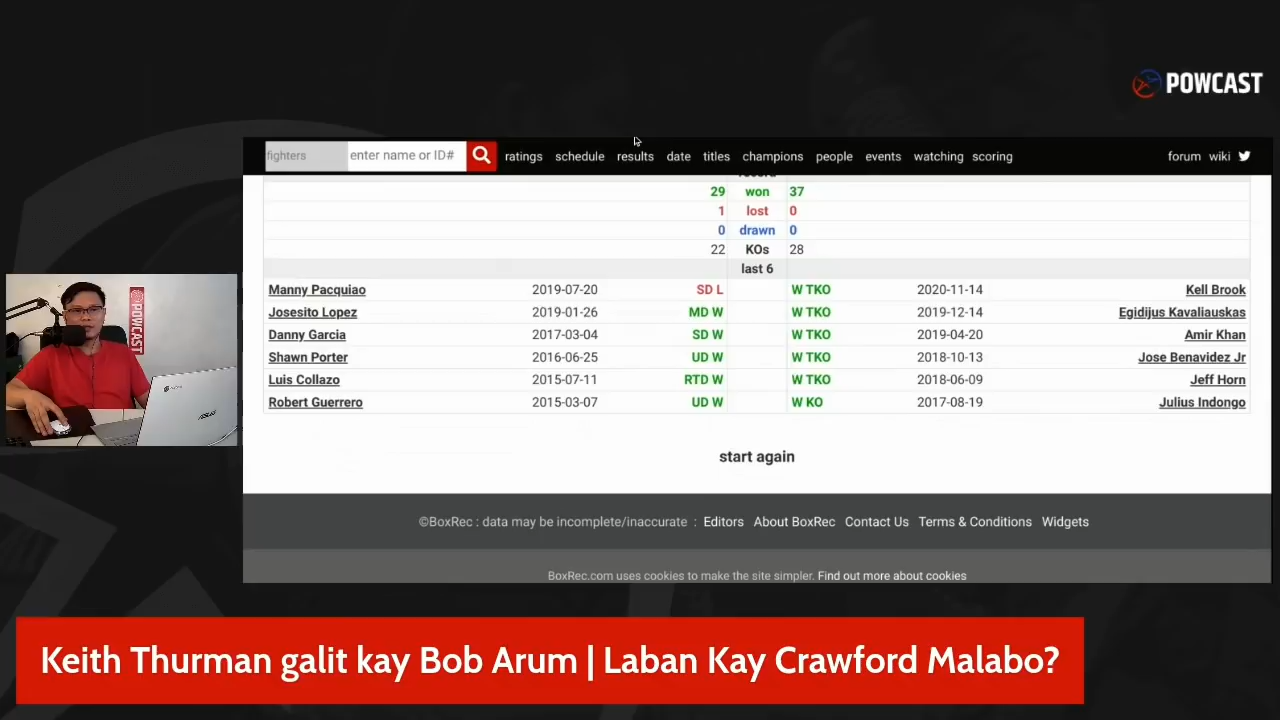 POWCAST
fighters enter name or ID# ratings schedule results date titles champions people events watching scoring forum wiki
record
29 won 37
1 lost 0
0 drawn 0
22 KOs 28
last 6
Manny Pacquiao 2019-07-20 SD L W TKO 2020-11-14 Kell Brook
Josesito Lopez 2019-01-26 MD W W TKO 2019-12-14 Egidijus Kavaliauskas
Danny Garcia 2017-03-04 SD W W TKO 2019-04-20 Amir Khan
Shawn Porter 2016-06-25 UD W W TKO 2018-10-13 Jose Benavidez Jr
Luis Collazo 2015-07-11 RTD W W TKO 2018-06-09 Jeff Horn
Robert Guerrero 2015-03-07 UD W W KO 2017-08-19 Julius Indongo
POWCAST
ASUS
start again
©BoxRec : data may be incomplete/inaccurate : Editors About BoxRec Contact Us Terms & Conditions Widgets
BoxRec.com uses cookies to make the site simpler. Find out more about cookies
Keith Thurman galit kay Bob Arum | Laban Kay Crawford Malabo?